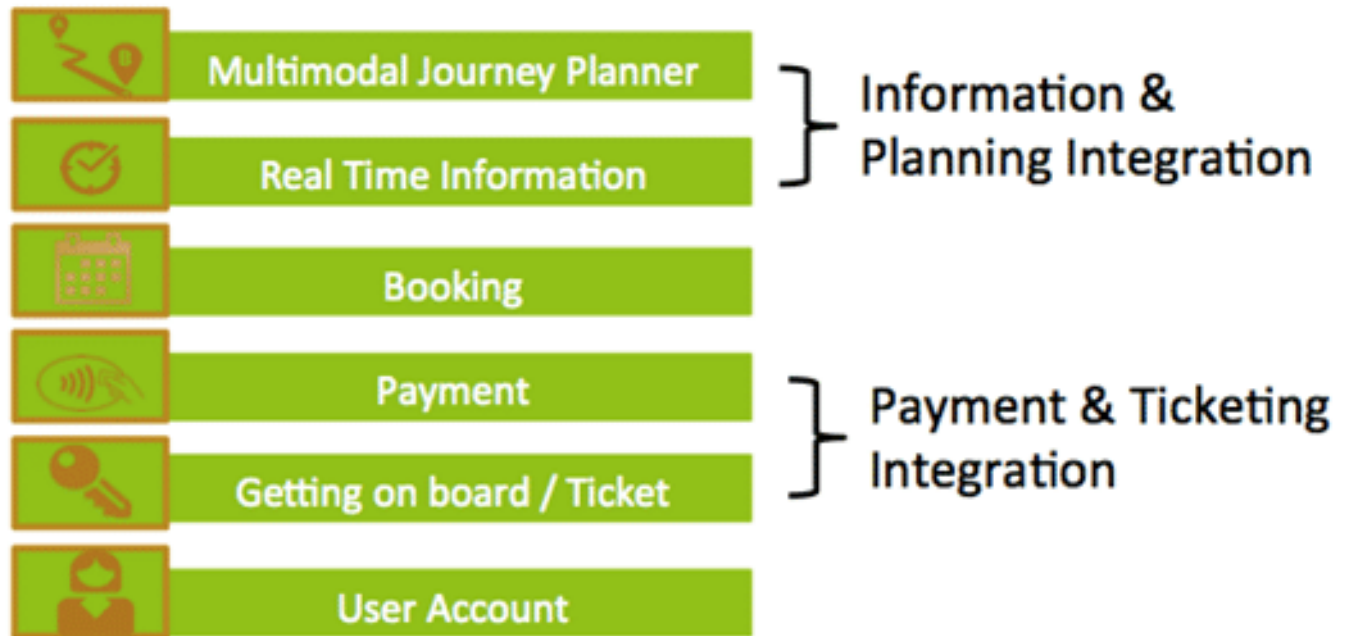 Multimodal Journey Planner
Real Time Information
Information &
Planning Integration
Booking
Payment
Getting on board / Ticket
Payment & Ticketing
Integration
User Account